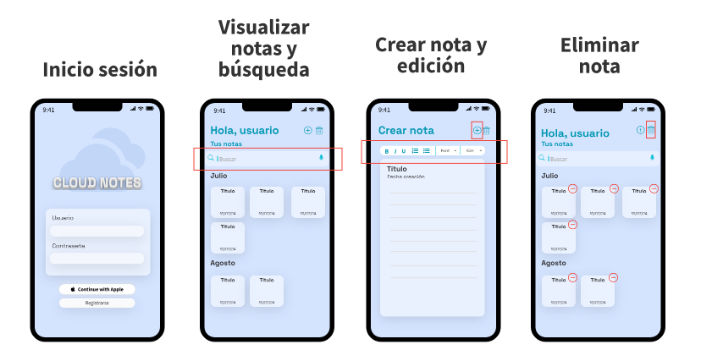 Inicio sesión
Visualizar
notas y
búsqueda
Crear nota y
edición
Eliminar
nota
9:41
CLOUD NOTES
Usuario
Contraseña
Continue with Apple
Registrarse
9:41
Hola, usuario
Tus notas
Buscar
Julio
Título Título Título
Título
Agosto
Título Título
9:41
Crear nota
B I U Font Size
Título
Fecha creación
9:41
Hola, usuario
Tus notas
Buscar
Julio
Título Título Título
Título
Agosto
Título Título